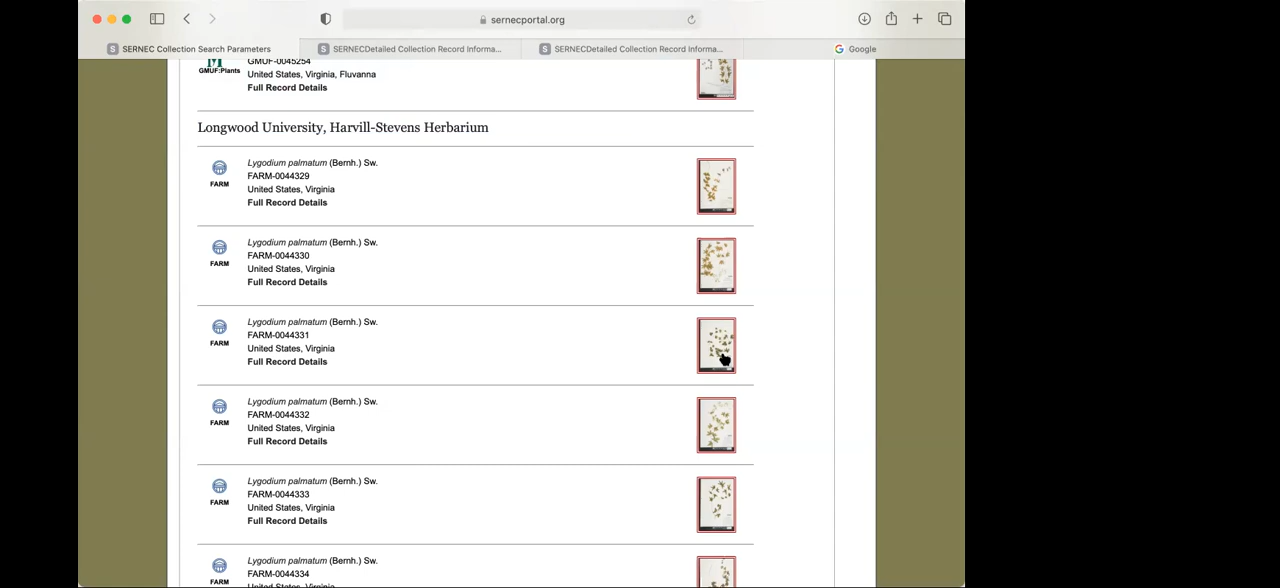 sernecportal.org
SERNEC Collection Search Parameters
SERNECDetailed Collection Record Informa...
SERNECDetailed Collection Record Informa...
Google
GMUF:Plants
GMUF-0045254
United States, Virginia, Fluvanna
Full Record Details
Longwood University, Harvill-Stevens Herbarium
FARM
Lygodium palmatum (Bernh.) Sw.
FARM-0044329
United States, Virginia
Full Record Details
FARM
Lygodium palmatum (Bernh.) Sw.
FARM-0044330
United States, Virginia
Full Record Details
FARM
Lygodium palmatum (Bernh.) Sw.
FARM-0044331
United States, Virginia
Full Record Details
FARM
Lygodium palmatum (Bernh.) Sw.
FARM-0044332
United States, Virginia
Full Record Details
FARM
Lygodium palmatum (Bernh.) Sw.
FARM-0044333
United States, Virginia
Full Record Details
FARM
Lygodium palmatum (Bernh.) Sw.
FARM-0044334
United States, Virginia